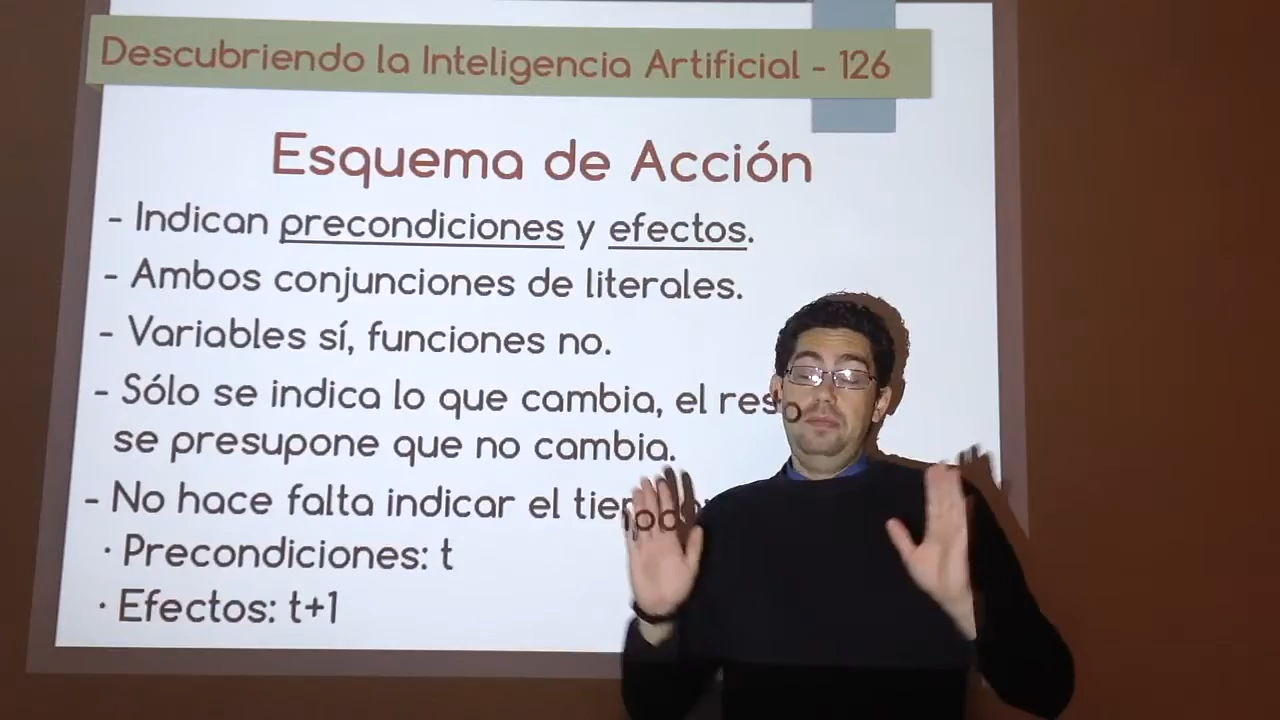 Descubriendo la Inteligencia Artificial - 126
Esquema de Acción
- Indican precondiciones y efectos.
- Ambos conjunciones de literales.
- Variables sí, funciones no.
- Sólo se indica lo que cambia, el resto
se presupone que no cambia.
- No hace falta indicar el tiempo
· Precondiciones: t
· Efectos: t+1